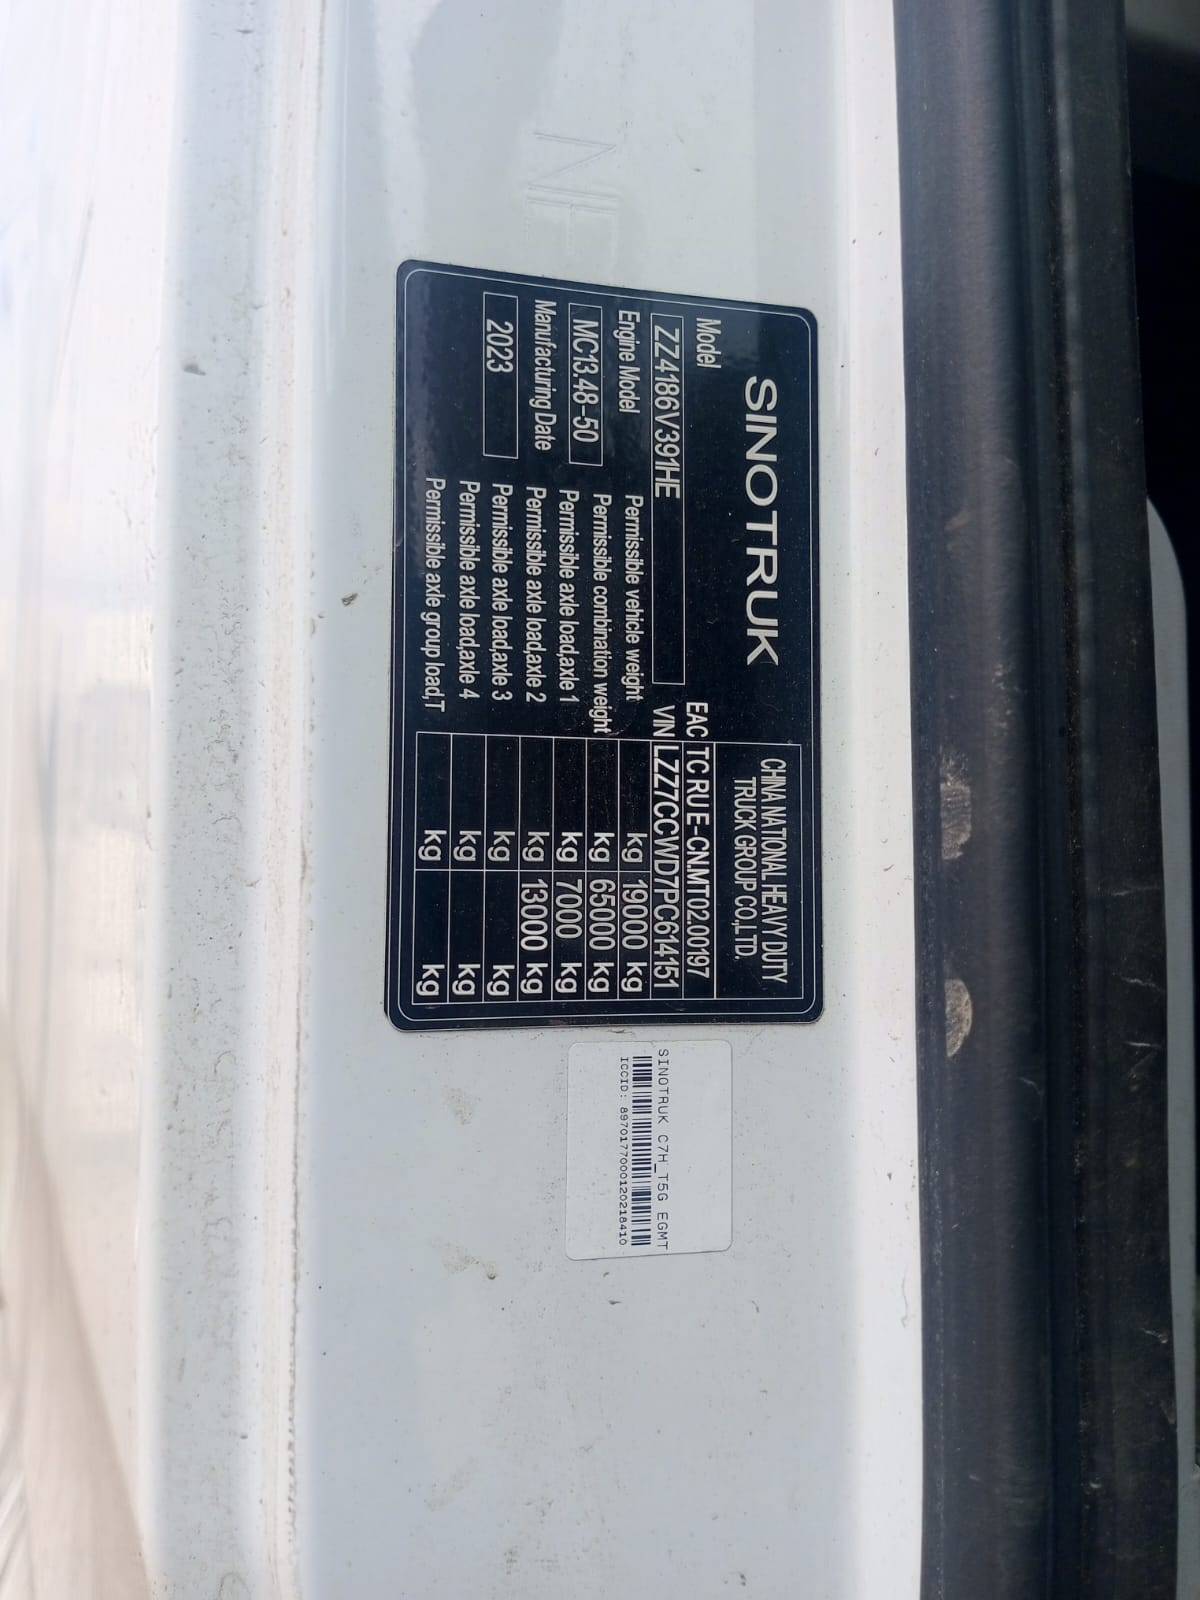 SINOTRUK
CHINA NATIONAL HEAVY DUTY
TRUCK GROUP CO.,LTD.
Model
EAC TC RU E-CN.MT02.00197
ZZ4186V391HE
VIN LZZ7CCWD7PC614151
Engine Model
MC13.48-50
Manufacturing Date
2023
Permissible vehicle weight kg 19000 kg
Permissible combination weight kg 65000 kg
Permissible axle load,axle 1 kg 7000 kg
Permissible axle load,axle 2 kg 13000 kg
Permissible axle load,axle 3 kg kg
Permissible axle load,axle 4 kg kg
Permissible axle group load,T kg kg
SINOTRUK C7H_T5G EGMT
ICCID: 8970177000120218410